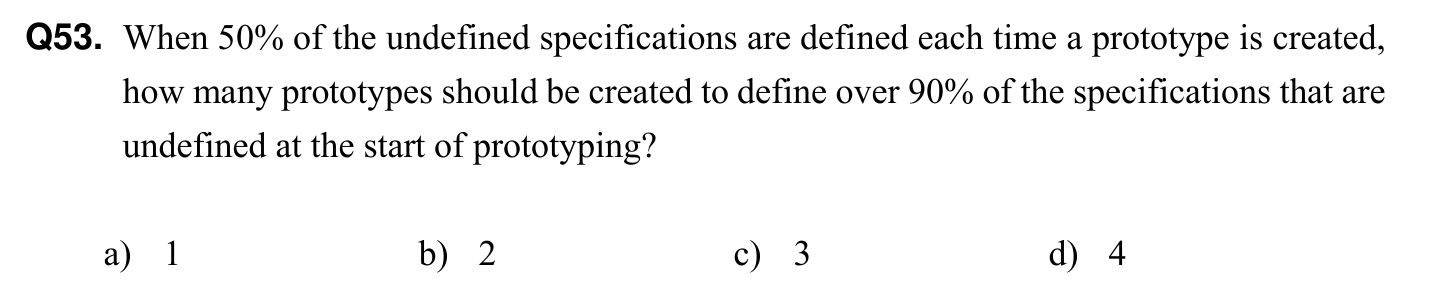 Q53. When 50% of the undefined specifications are defined each time a prototype is created,
how many prototypes should be created to define over 90% of the specifications that are
undefined at the start of prototyping?
a) 1 b) 2 c) 3 d) 4